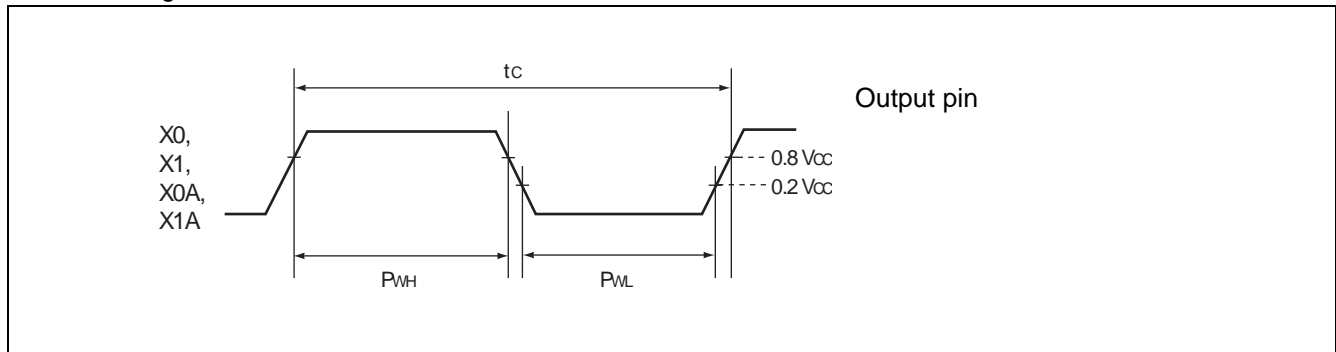 tC
Output pin
X0,
X1,
X0A,
X1A
0.8 VCC
0.2 VCC
PWH
PWL